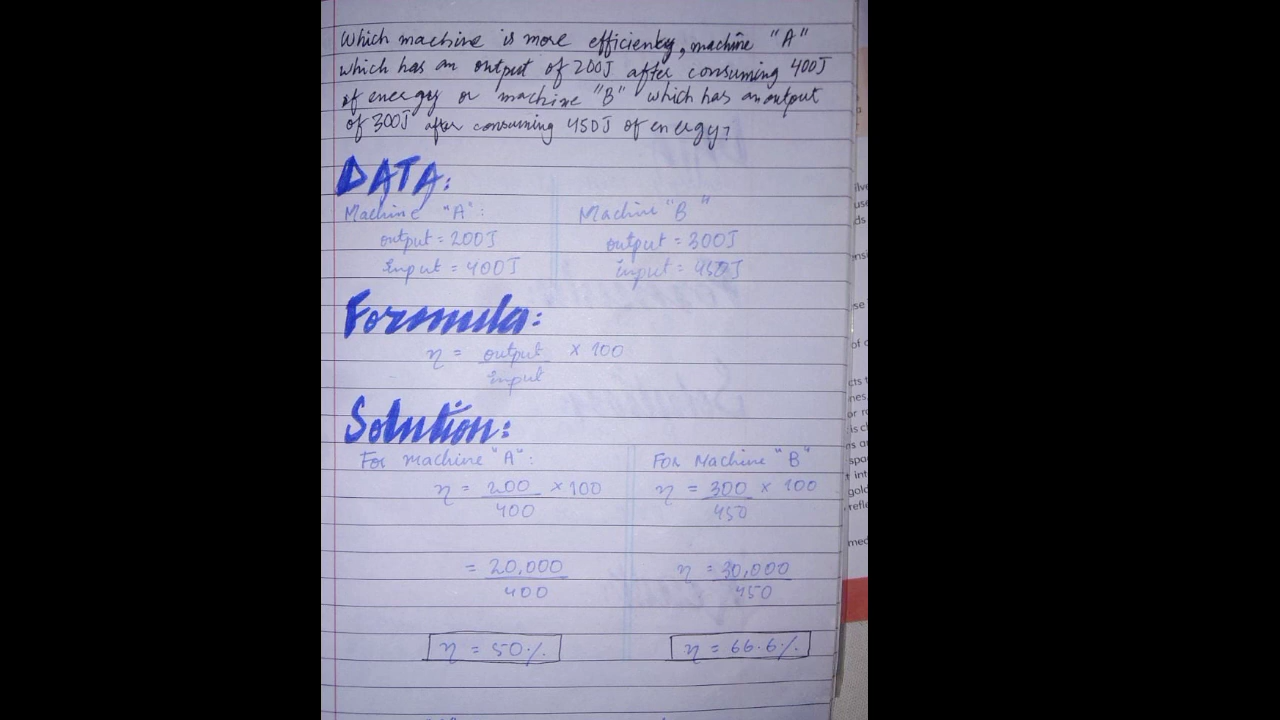 Which machine is more efficienty, machine "A"
which has an output of 200J after consuming 400J
of energy or machine "B" which has an output
of 300J after consuming 450J of energy?
DATA:
Machine "A":
output = 200J
Input = 400J
Machine "B"
output = 300J
input = 450J
Formula:
η = output / Input × 100
Solution:
For machine "A":
η = 200 / 400 × 100
= 20,000 / 400
η = 50%
For Machine "B"
η = 300 / 450 × 100
η = 30,000 / 450
η = 66.6%